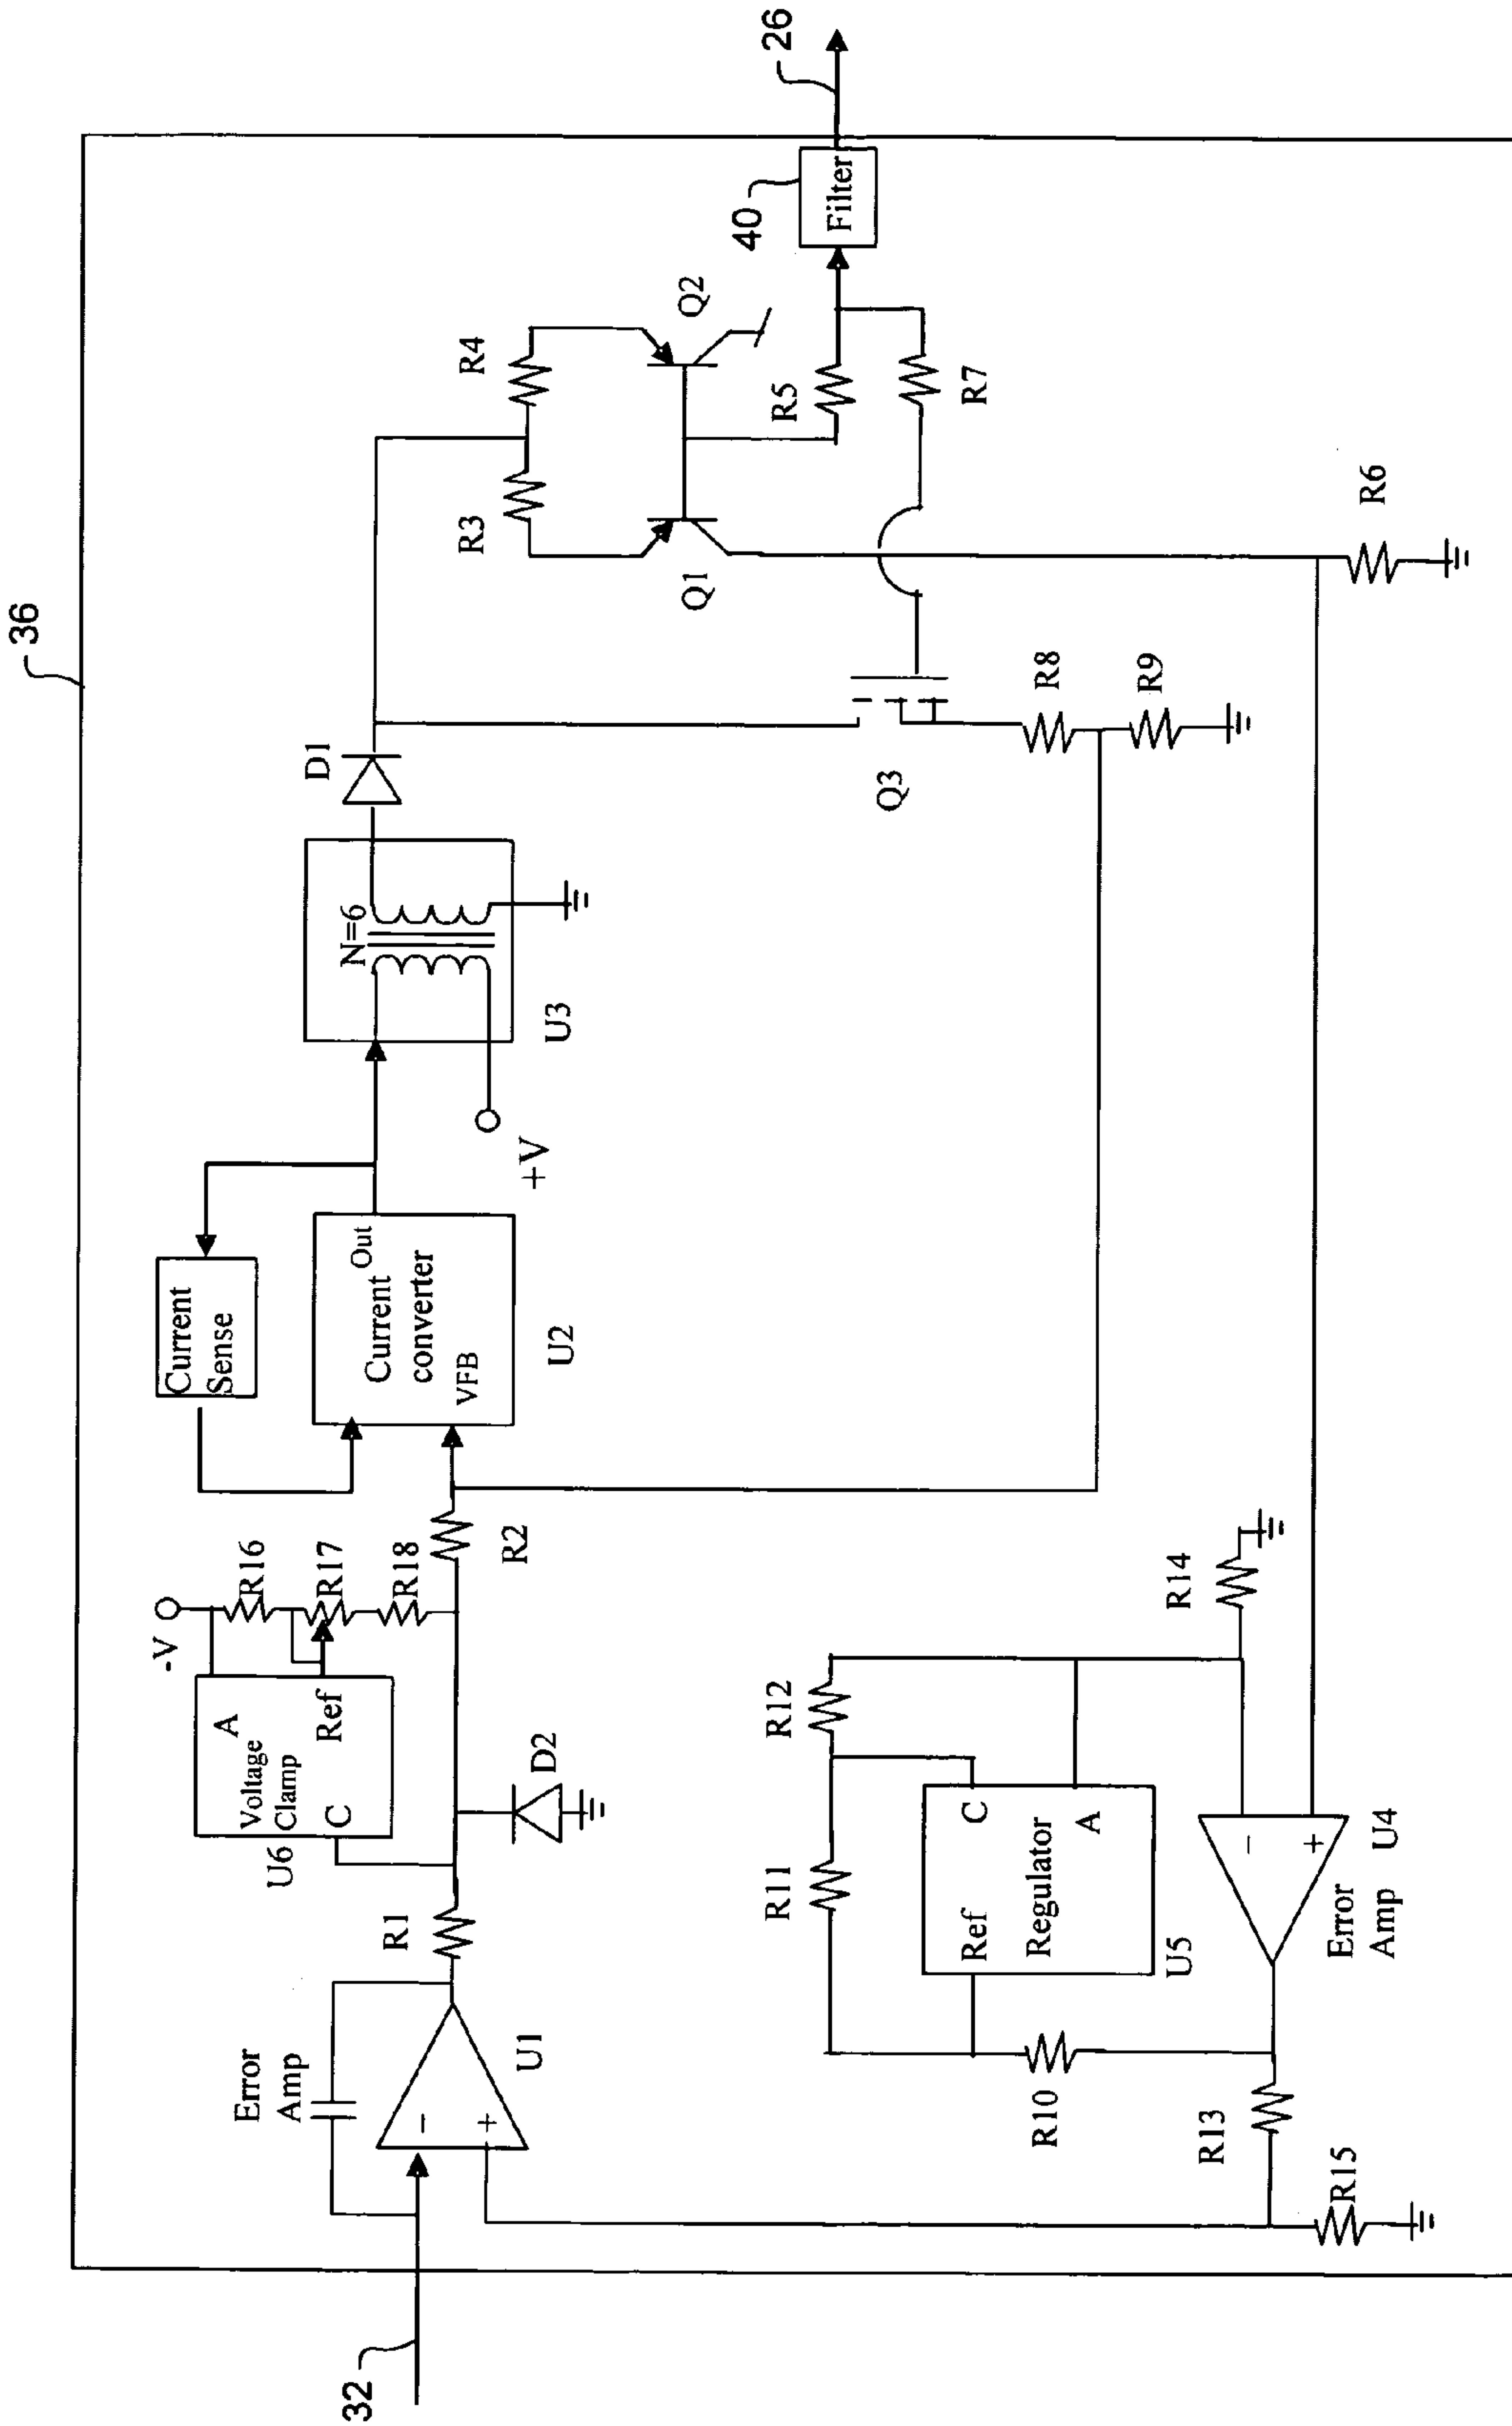 36
32
Error
Amp
−
+
U1
R1
U6
Voltage
Clamp
A
C
Ref
-V
R16
R17
R18
D2
R2
Current
Sense
Current
converter
Out
VFB
U2
+V
N=6
U3
D1
R3
R4
Q1
Q2
R5
R7
40
Filter
26
Q3
R8
R9
R6
R11
R12
R14
Ref
C
Regulator
A
U5
R10
−
+
U4
Error
Amp
R13
R15